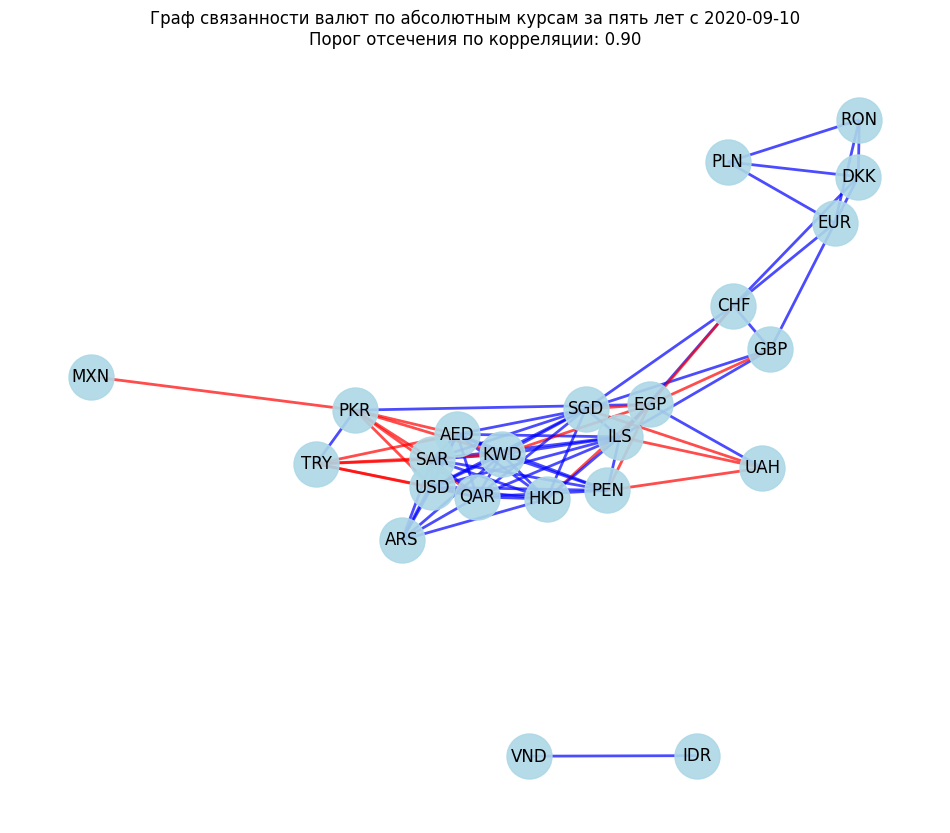 Граф связанности валют по абсолютным курсам за пять лет с 2020-09-10
Порог отсечения по корреляции: 0.90
RON
PLN
DKK
EUR
CHF
GBP
MXN
PKR
SGD
EGP
AED
ILS
TRY
SAR
KWD
UAH
USD
QAR
HKD
PEN
ARS
VND
IDR